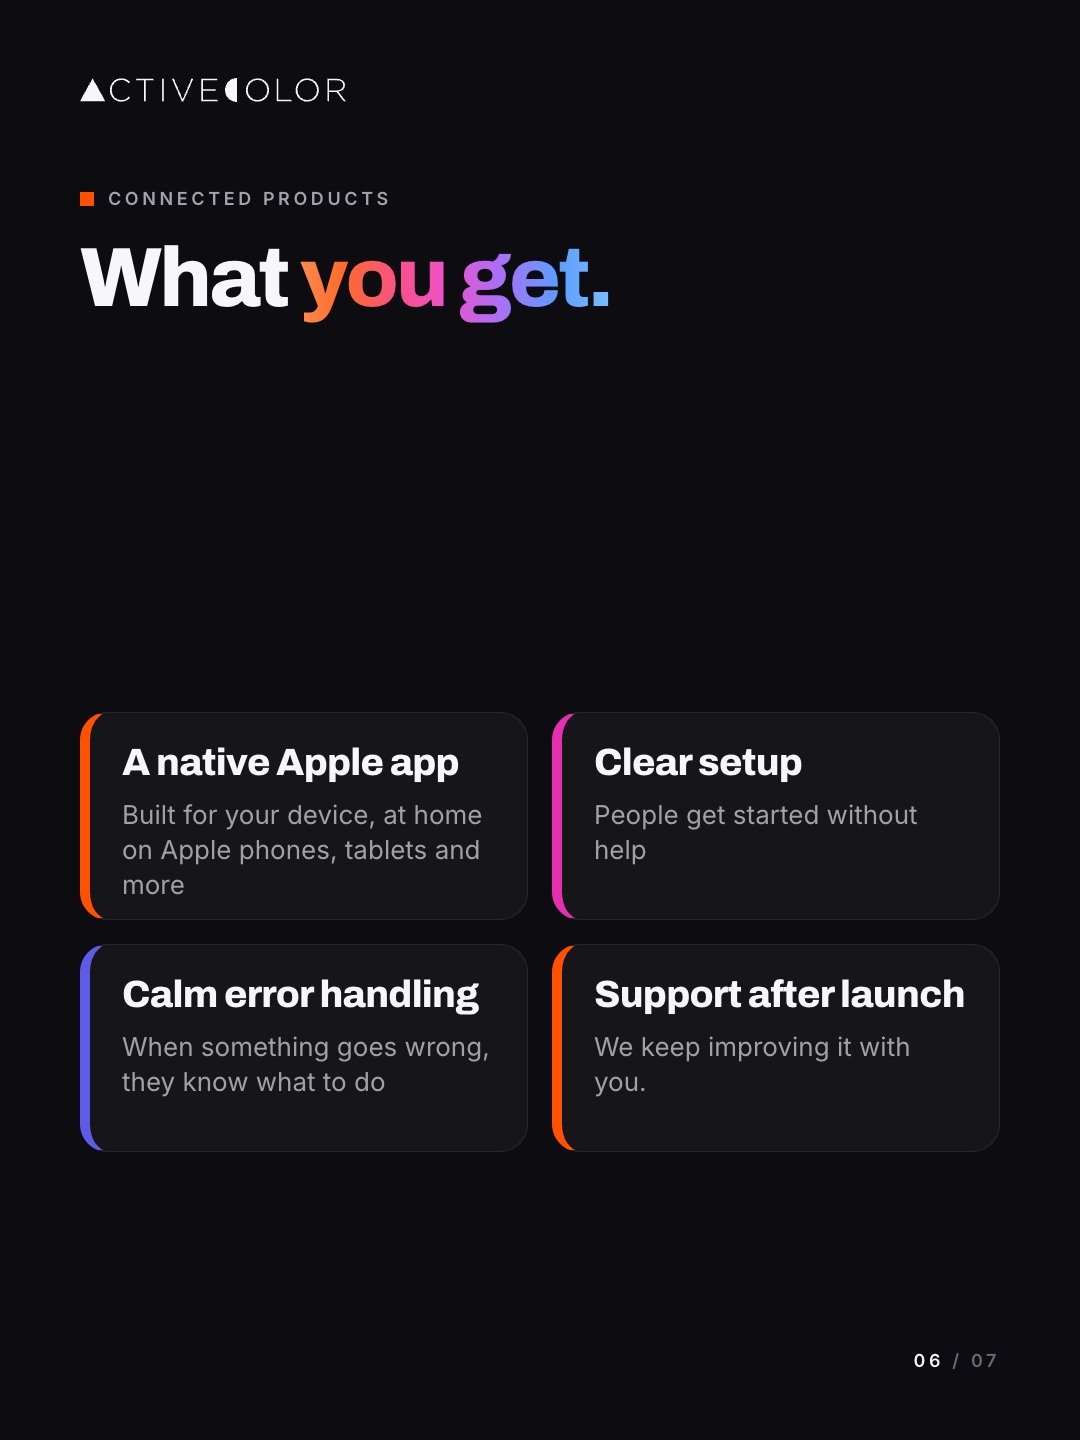 ACTIVECOLOR
CONNECTED PRODUCTS
What you get.
A native Apple app
Built for your device, at home
on Apple phones, tablets and
more
Clear setup
People get started without
help
Calm error handling
When something goes wrong,
they know what to do
Support after launch
We keep improving it with
you.
06 / 07